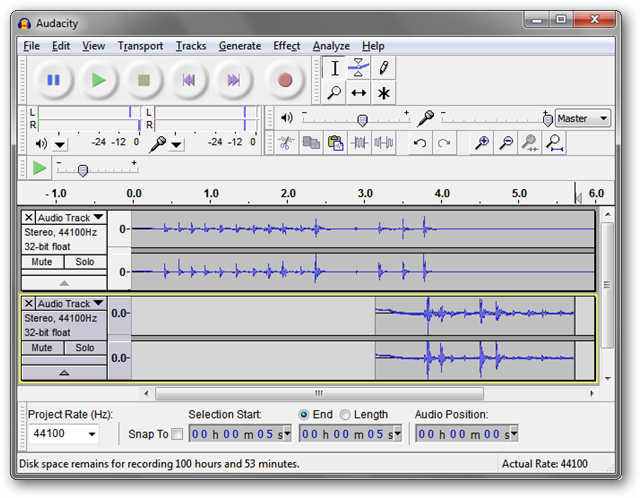 Audacity
File Edit View Transport Tracks Generate Effect Analyze Help
L
R
-24 -12 0
L
R
-24 -12 0
Master
-1.0 0.0 1.0 2.0 3.0 4.0 5.0 6.0
Audio Track
Stereo, 44100Hz
32-bit float
Mute Solo
0-
0-
Audio Track
Stereo, 44100Hz
32-bit float
Mute Solo
0.0-
0.0-
Project Rate (Hz):
44100
Snap To
Selection Start:
00 h 00 m 05 s
End Length
00 h 00 m 05 s
Audio Position:
00 h 00 m 00 s
Disk space remains for recording 100 hours and 53 minutes.
Actual Rate: 44100